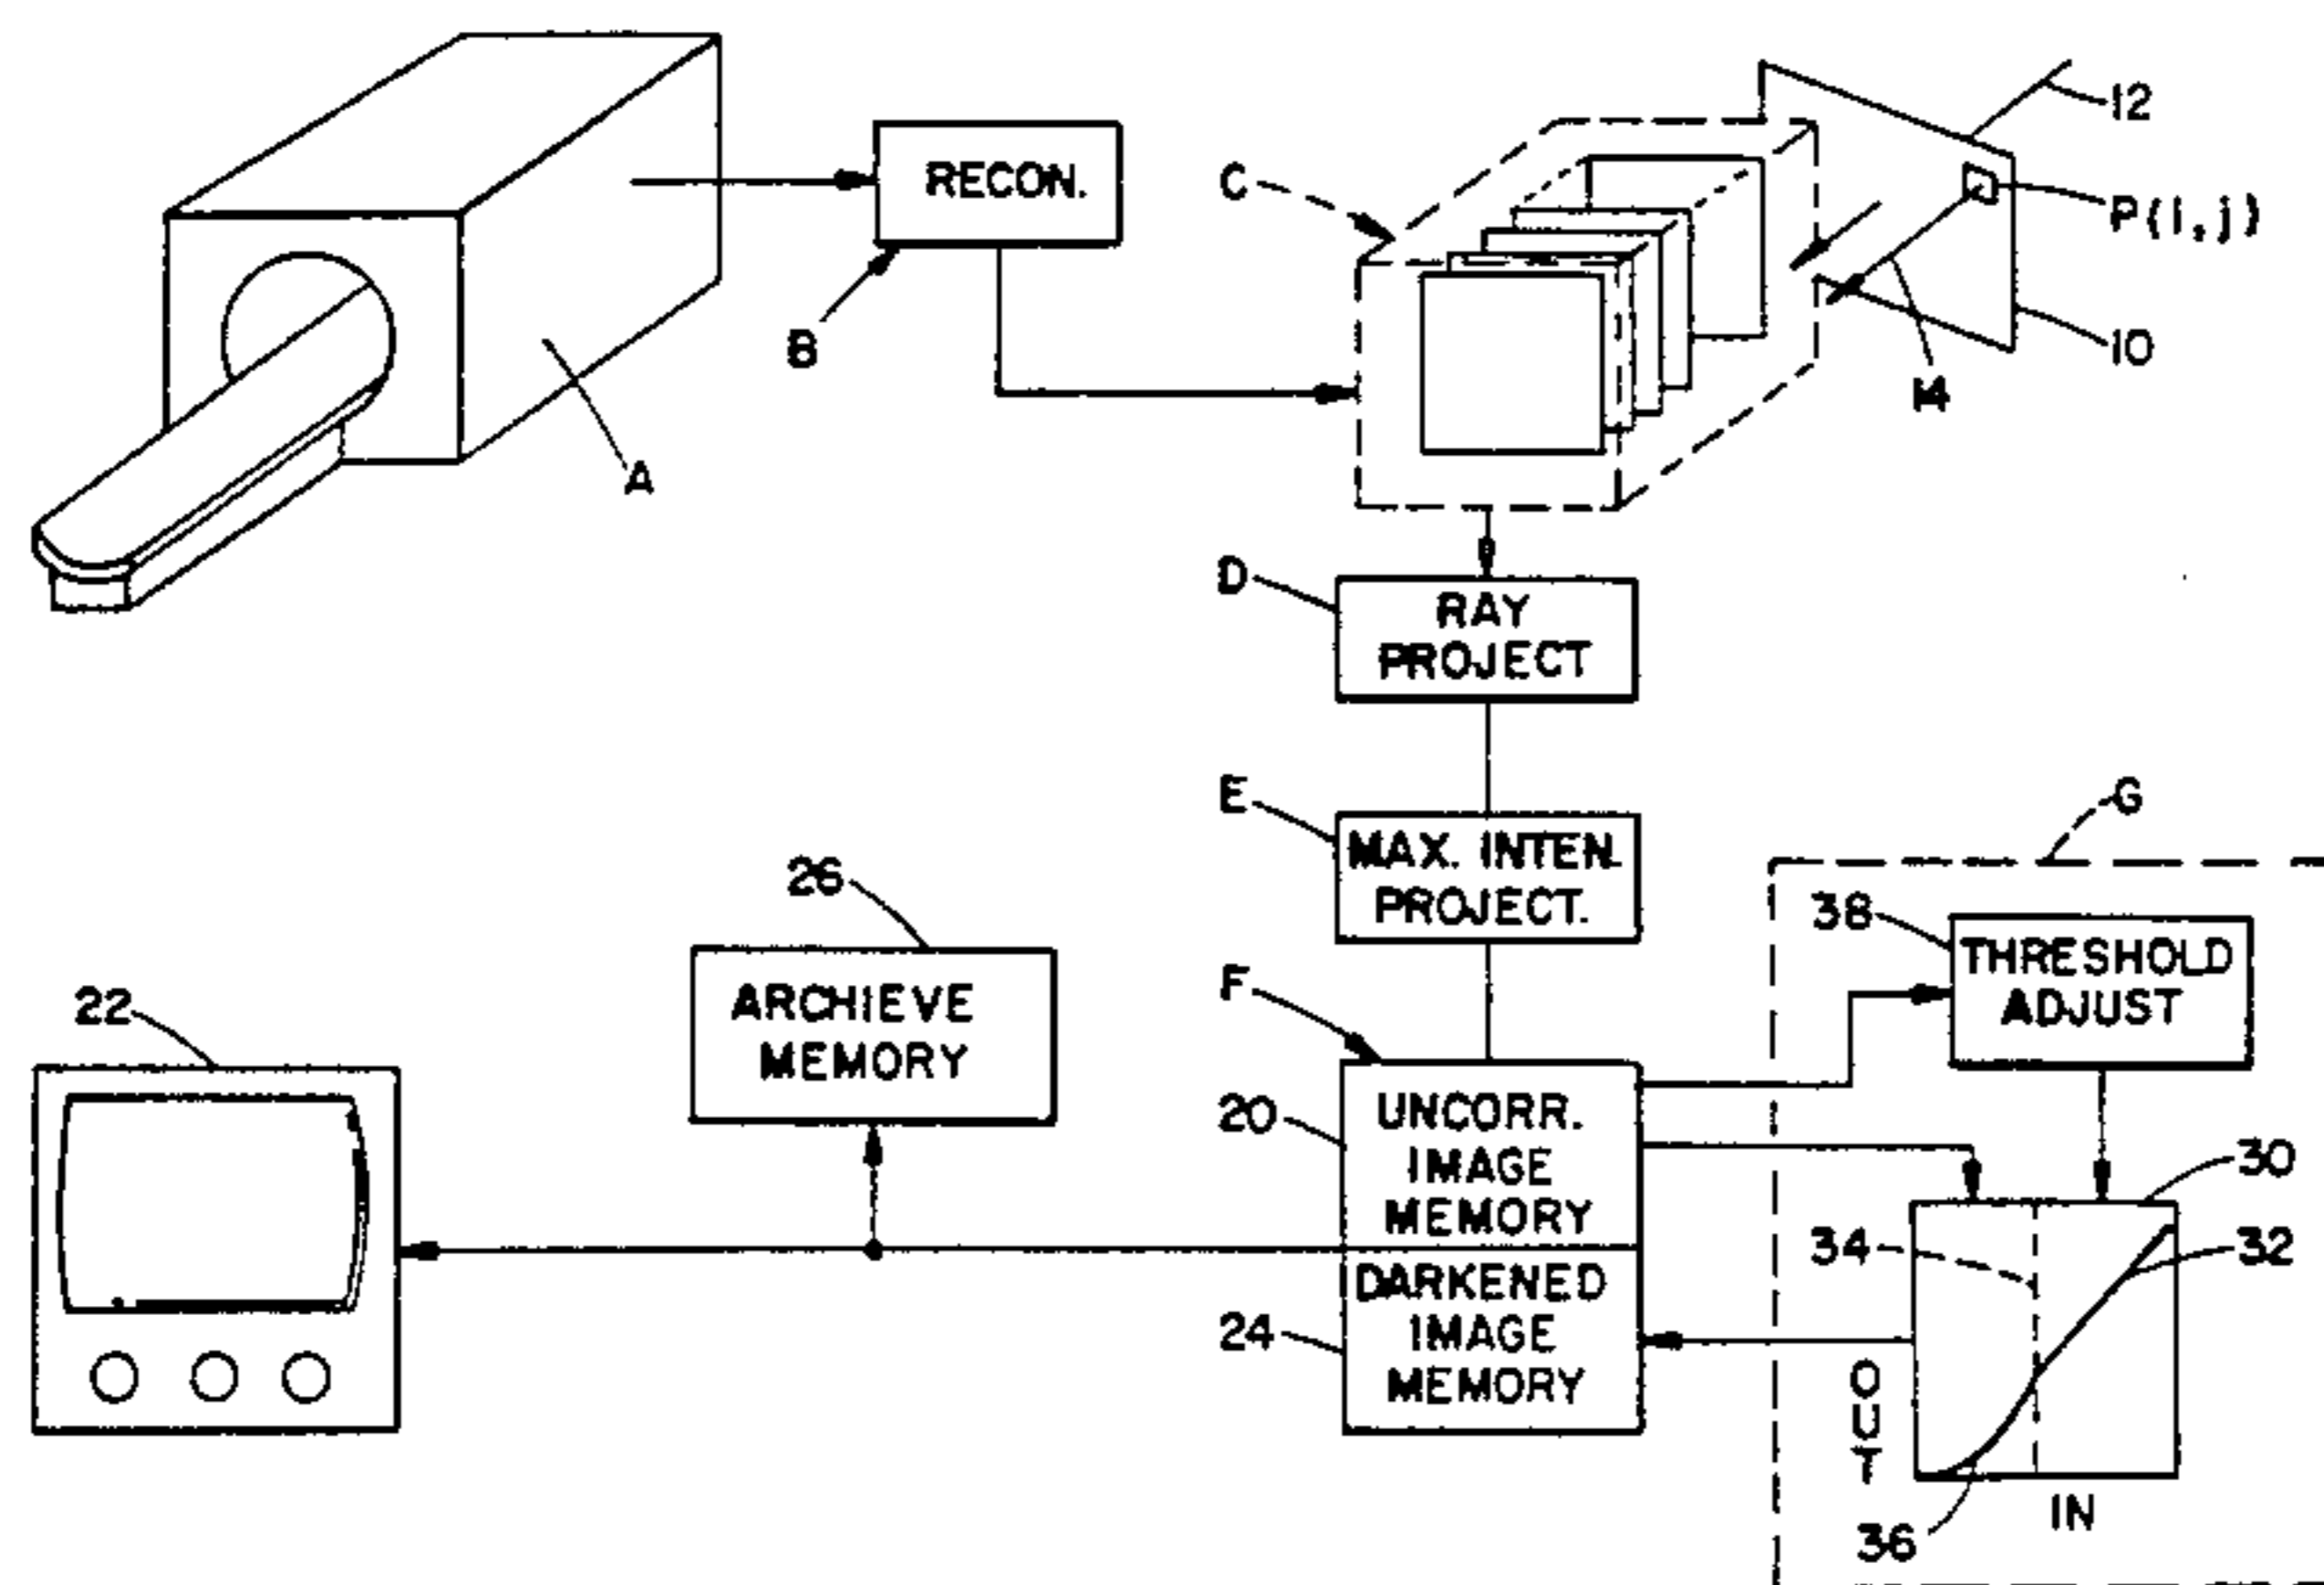 12
RECON.
C
P(i,j)
B
10
14
A
D
RAY
PROJECT
E
G
MAX. INTEN.
PROJECT.
26
38
THRESHOLD
ADJUST
F
ARCHIEVE
MEMORY
22
20
UNCORR.
IMAGE
MEMORY
30
34
32
DARKENED
IMAGE
MEMORY
24
OUT
IN
36